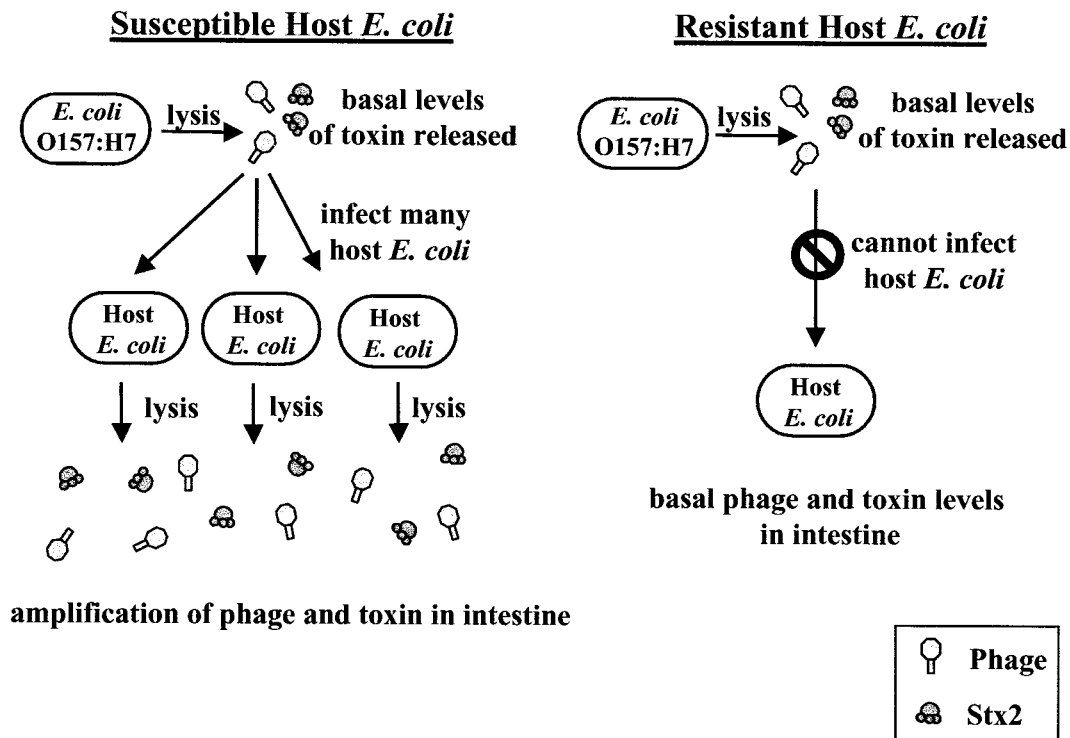 Susceptible Host E. coli
E. coli
O157:H7
lysis
basal levels
of toxin released
infect many
host E. coli
Host
E. coli
Host
E. coli
Host
E. coli
lysis
lysis
lysis
amplification of phage and toxin in intestine
Resistant Host E. coli
E. coli
O157:H7
lysis
basal levels
of toxin released
cannot infect
host E. coli
Host
E. coli
basal phage and toxin levels
in intestine
Phage
Stx2